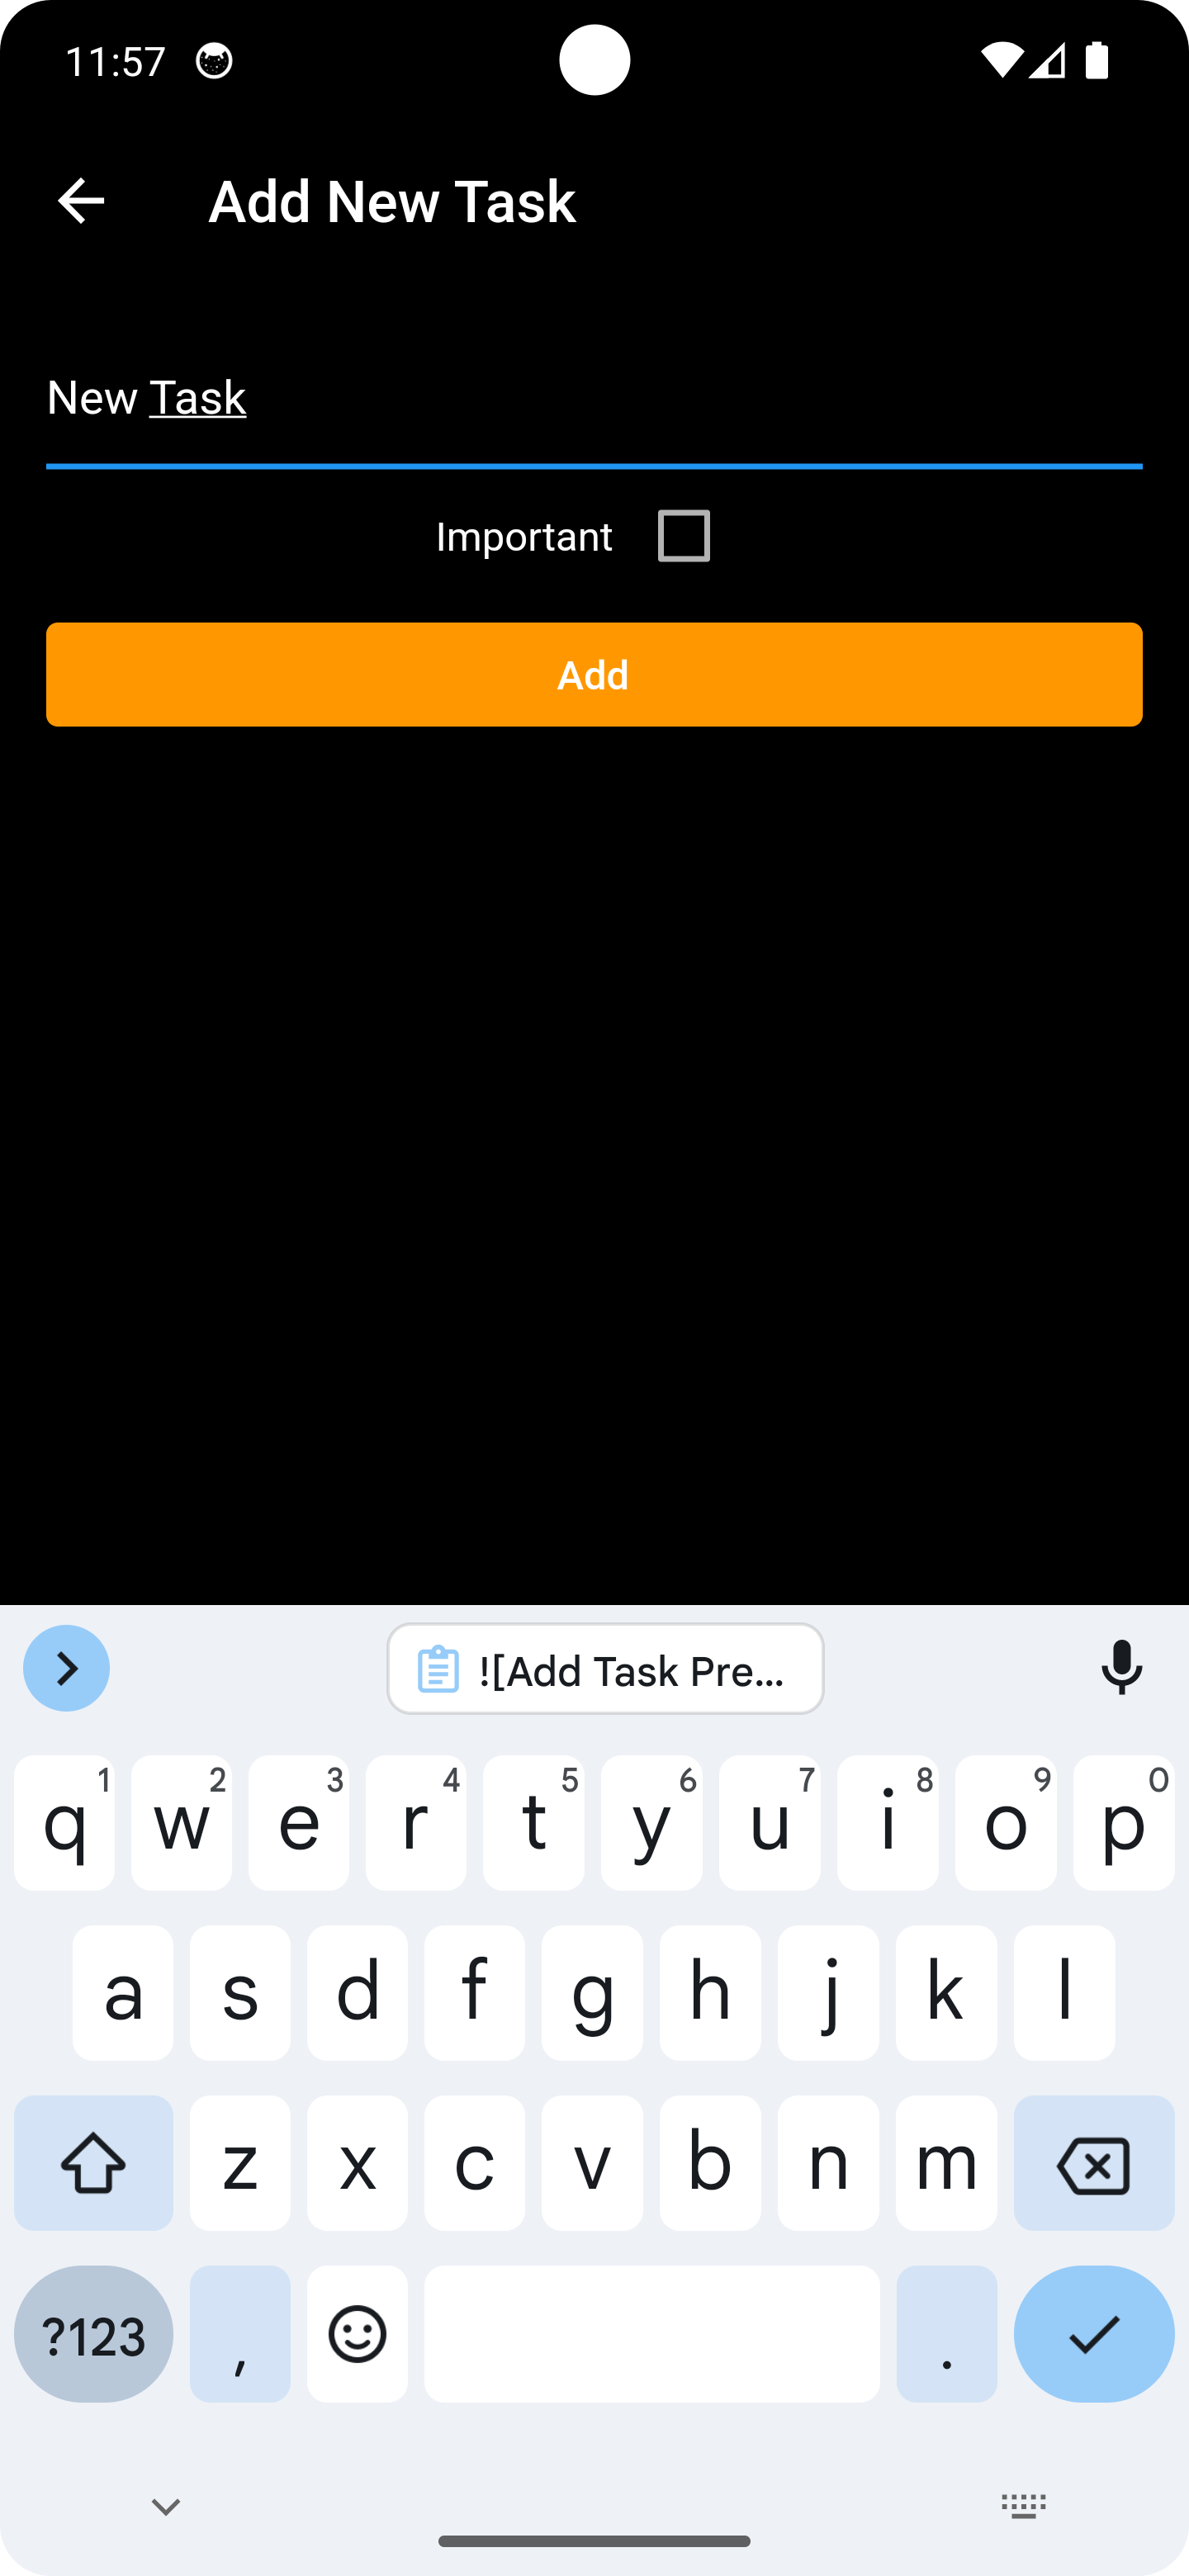 11:57
Add New Task
New Task
Important
Add
![Add Task Pre...
q 1 w 2 e 3 r 4 t 5 y 6 u 7 i 8 o 9 p 0
a s d f g h j k l
z x c v b n m
?123 , .